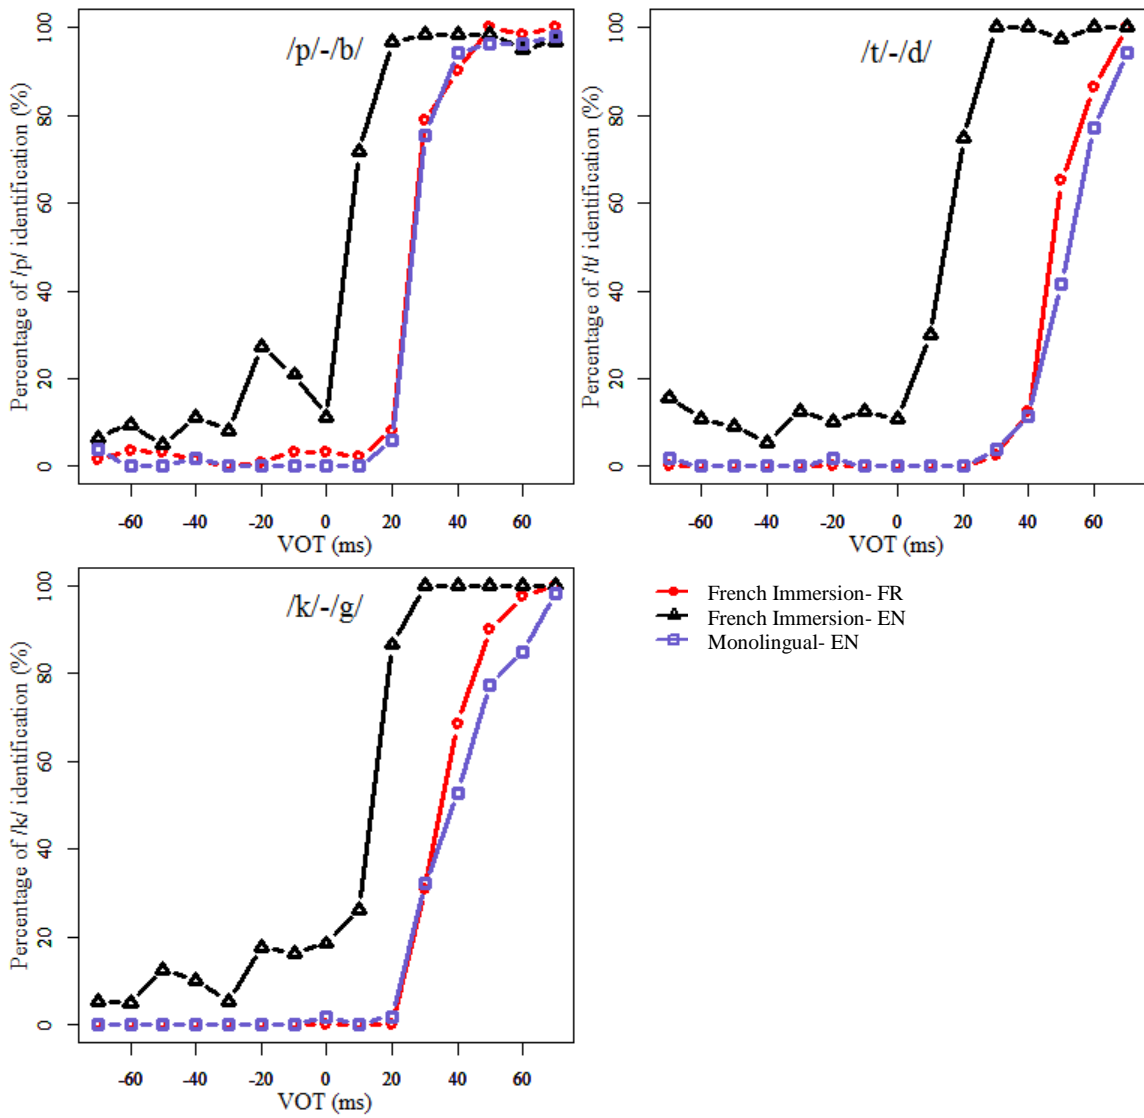 /p/-/b/
Percentage of /p/ identification (%)
0 20 40 60 80 100
-60 -40 -20 0 20 40 60
VOT (ms)
/t/-/d/
Percentage of /t/ identification (%)
0 20 40 60 80 100
-60 -40 -20 0 20 40 60
VOT (ms)
/k/-/g/
Percentage of /k/ identification (%)
0 20 40 60 80 100
-60 -40 -20 0 20 40 60
VOT (ms)
French Immersion- FR
French Immersion- EN
Monolingual- EN